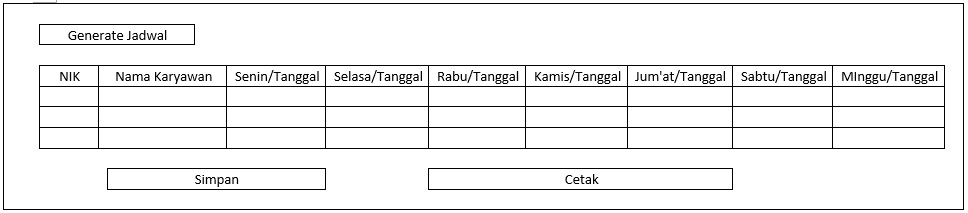 Generate Jadwal
NIK Nama Karyawan Senin/Tanggal Selasa/Tanggal Rabu/Tanggal Kamis/Tanggal Jum'at/Tanggal Sabtu/Tanggal MInggu/Tanggal
Simpan Cetak